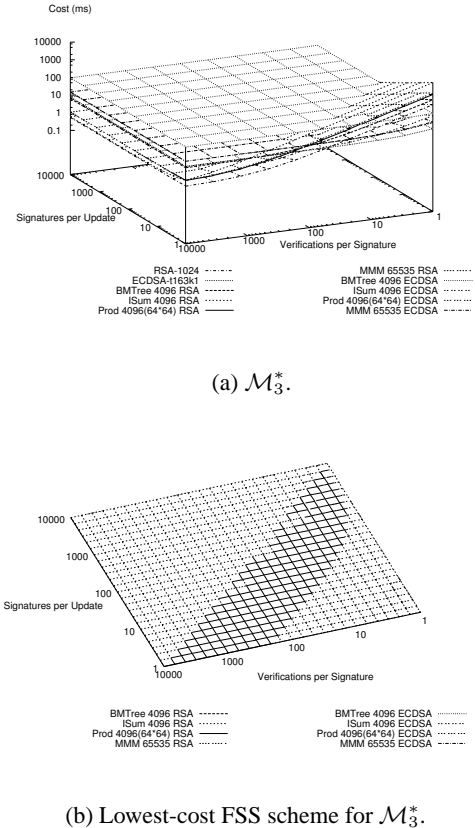 Cost (ms)
10000
1000
100
10
1
0.1
10000
1000
100
10
1
Signatures per Update
10000
1000
100
10
1
Verifications per Signature
RSA-1024
ECDSA-t163k1
BMTree 4096 RSA
ISum 4096 RSA
Prod 4096(64*64) RSA
MMM 65535 RSA
BMTree 4096 ECDSA
ISum 4096 ECDSA
Prod 4096(64*64) ECDSA
MMM 65535 ECDSA
(a) M*3.
10000
1000
100
10
1
Signatures per Update
10000
1000
100
10
1
Verifications per Signature
BMTree 4096 RSA
ISum 4096 RSA
Prod 4096(64*64) RSA
MMM 65535 RSA
BMTree 4096 ECDSA
ISum 4096 ECDSA
Prod 4096(64*64) ECDSA
MMM 65535 ECDSA
(b) Lowest-cost FSS scheme for M*3.